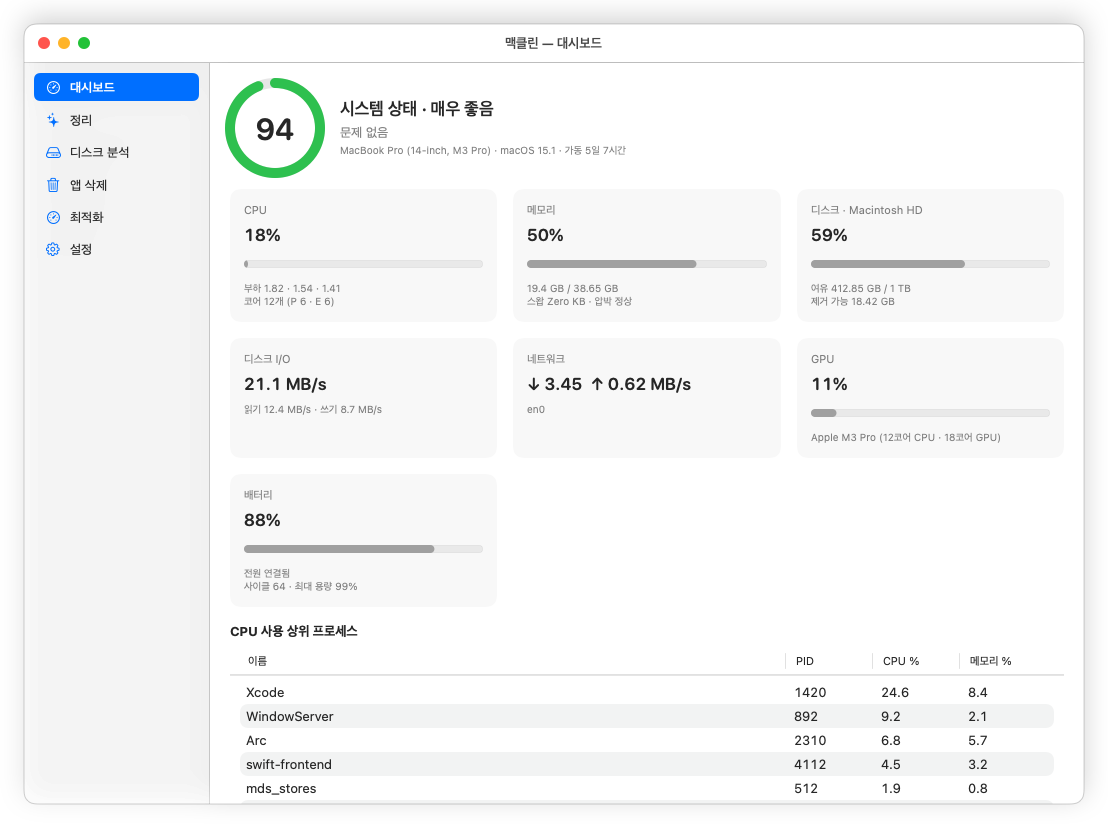 맥클린 — 대시보드
대시보드
정리
디스크 분석
앱 삭제
최적화
설정
94
시스템 상태 · 매우 좋음
문제 없음
MacBook Pro (14-inch, M3 Pro) · macOS 15.1 · 가동 5일 7시간
CPU
18%
부하 1.82 · 1.54 · 1.41
코어 12개 (P 6 · E 6)
메모리
50%
19.4 GB / 38.65 GB
스왑 Zero KB · 압박 정상
디스크 · Macintosh HD
59%
여유 412.85 GB / 1 TB
제거 가능 18.42 GB
디스크 I/O
21.1 MB/s
읽기 12.4 MB/s · 쓰기 8.7 MB/s
네트워크
↓ 3.45 ↑ 0.62 MB/s
en0
GPU
11%
Apple M3 Pro (12코어 CPU · 18코어 GPU)
배터리
88%
전원 연결됨
사이클 64 · 최대 용량 99%
CPU 사용 상위 프로세스
이름 PID CPU % 메모리 %
Xcode 1420 24.6 8.4
WindowServer 892 9.2 2.1
Arc 2310 6.8 5.7
swift-frontend 4112 4.5 3.2
mds_stores 512 1.9 0.8